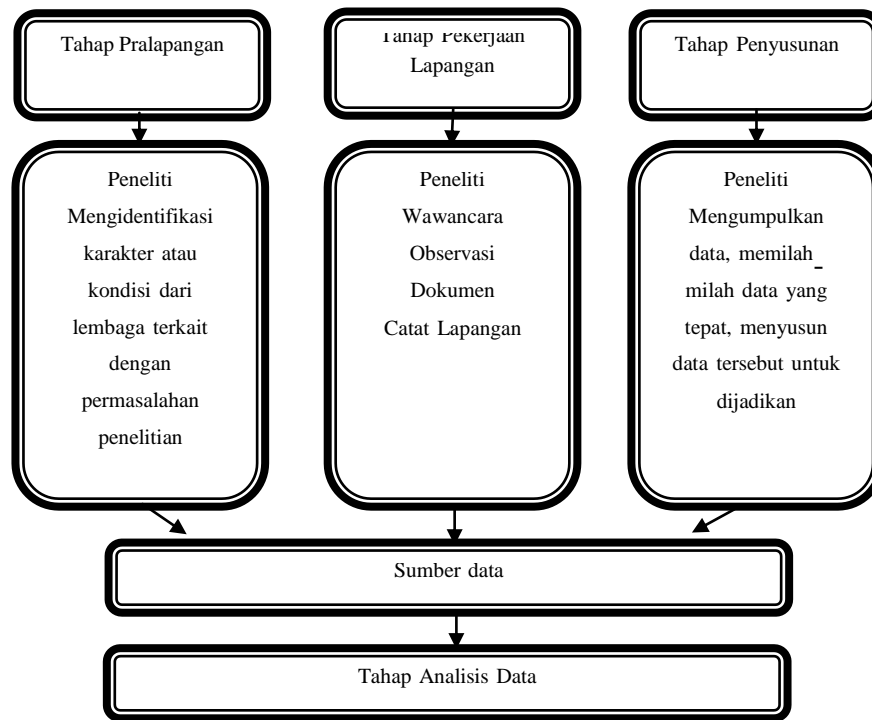 Tahap Pralapangan
Tahap Pekerjaan
Lapangan
Tahap Penyusunan
Peneliti
Mengidentifikasi
karakter atau
kondisi dari
lembaga terkait
dengan
permasalahan
penelitian
Peneliti
Wawancara
Observasi
Dokumen
Catat Lapangan
Peneliti
Mengumpulkan
data, memilah-
milah data yang
tepat, menyusun
data tersebut untuk
dijadikan
Sumber data
Tahap Analisis Data